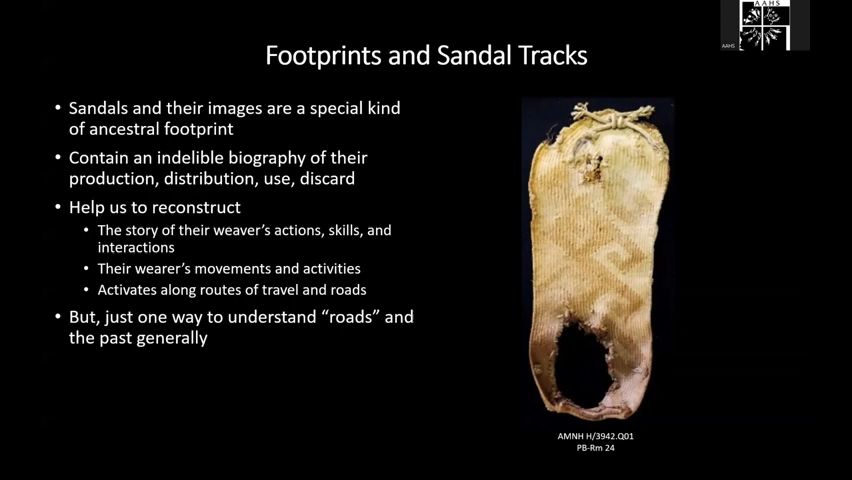 AAHS
AAHS
Footprints and Sandal Tracks
• Sandals and their images are a special kind
of ancestral footprint
• Contain an indelible biography of their
production, distribution, use, discard
• Help us to reconstruct
• The story of their weaver’s actions, skills, and
interactions
• Their wearer’s movements and activities
• Activates along routes of travel and roads
• But, just one way to understand “roads” and
the past generally
AMNH H/3942.Q01
PB-Rm 24